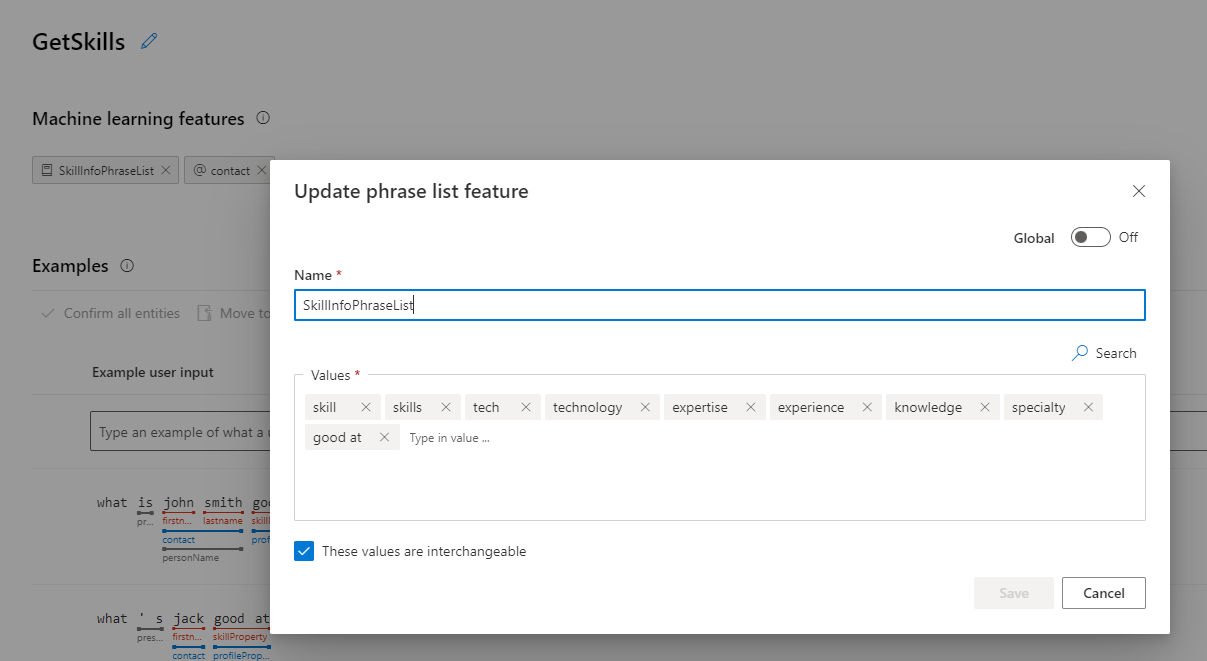 GetSkills
Machine learning features
SkillInfoPhraseList
@ contact
Update phrase list feature
Global Off
Name *
SkillInfoPhraseList
Search
Values *
skill skills tech technology expertise experience knowledge specialty
good at Type in value ...
These values are interchangeable
Save Cancel
Examples
Confirm all entities Move to
Example user input
Type an example of what a u
what is john smith goo
pr... firstn... lastname skill
contact prof
personName
what ' s jack good at
pres... firstn... skillProperty
contact profileProp...